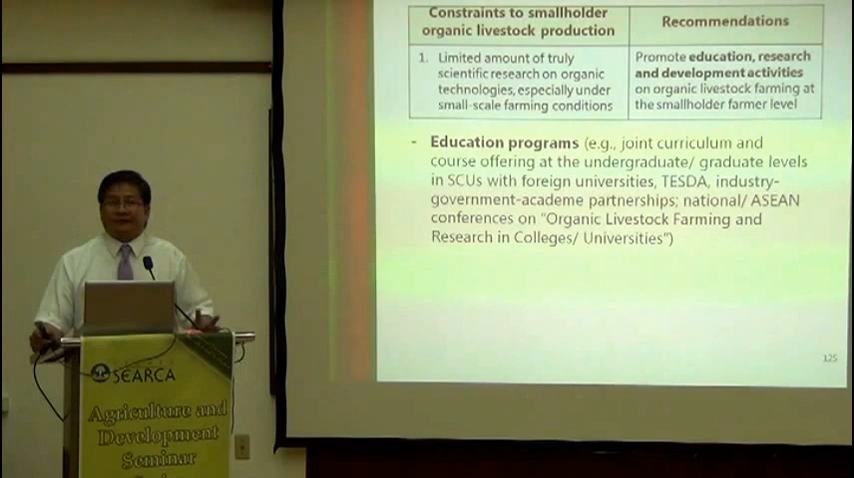 Constraints to smallholder
organic livestock production
Recommendations
1. Limited amount of truly
scientific research on organic
technologies, especially under
small-scale farming conditions
Promote education, research
and development activities
on organic livestock farming at
the smallholder farmer level
- Education programs (e.g., joint curriculum and
course offering at the undergraduate/ graduate levels
in SCUs with foreign universities, TESDA, industry-
government-academe partnerships; national/ ASEAN
conferences on “Organic Livestock Farming and
Research in Colleges/ Universities”)
125
SEARCA
Agriculture and
Development
Seminar